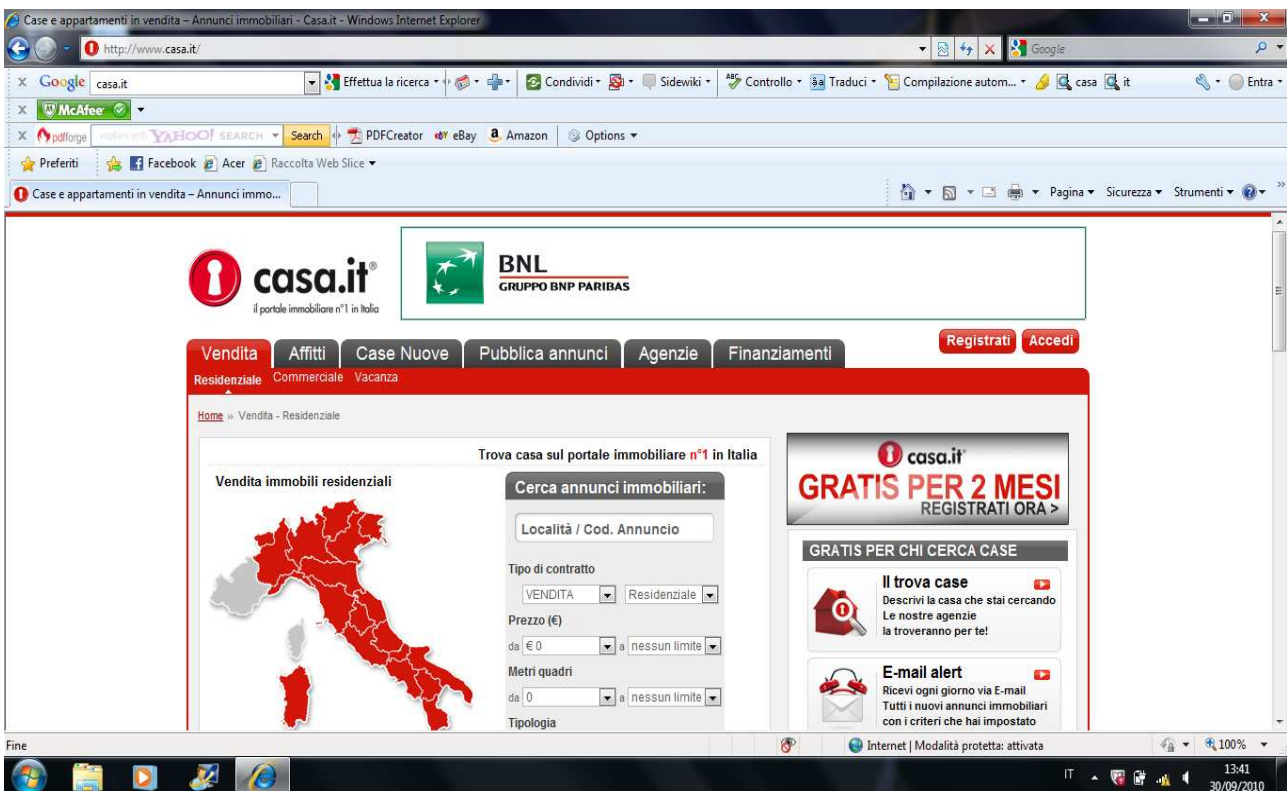 Case e appartamenti in vendita – Annunci immobiliari - Casa.it - Windows Internet Explorer
http://www.casa.it/
Google
x Google casa.it Effettua la ricerca Condividi Sidewiki Controllo Traduci Compilazione autom... casa it Entra
x McAfee
x pdfforge YAHOO! SEARCH Search PDFCreator eBay Amazon Options
Preferiti Facebook Acer Raccolta Web Slice
Case e appartamenti in vendita – Annunci immo...
Pagina Sicurezza Strumenti
casa.it®
il portale immobiliare n°1 in Italia
BNL
GRUPPO BNP PARIBAS
Registrati Accedi
Vendita Affitti Case Nuove Pubblica annunci Agenzie Finanziamenti
Residenziale Commerciale Vacanza
Home » Vendita - Residenziale
Trova casa sul portale immobiliare n°1 in Italia
Vendita immobili residenziali
Cerca annunci immobiliari:
Località / Cod. Annuncio
Tipo di contratto
VENDITA Residenziale
Prezzo (€)
da € 0 a nessun limite
Metri quadri
da 0 a nessun limite
Tipologia
casa.it
GRATIS PER 2 MESI
REGISTRATI ORA >
GRATIS PER CHI CERCA CASE
Il trova case
Descrivi la casa che stai cercando
Le nostre agenzie
la troveranno per te!
E-mail alert
Ricevi ogni giorno via E-mail
Tutti i nuovi annunci immobiliari
con i criteri che hai impostato
Fine
Internet | Modalità protetta: attivata
100%
IT
13:41
30/09/2010